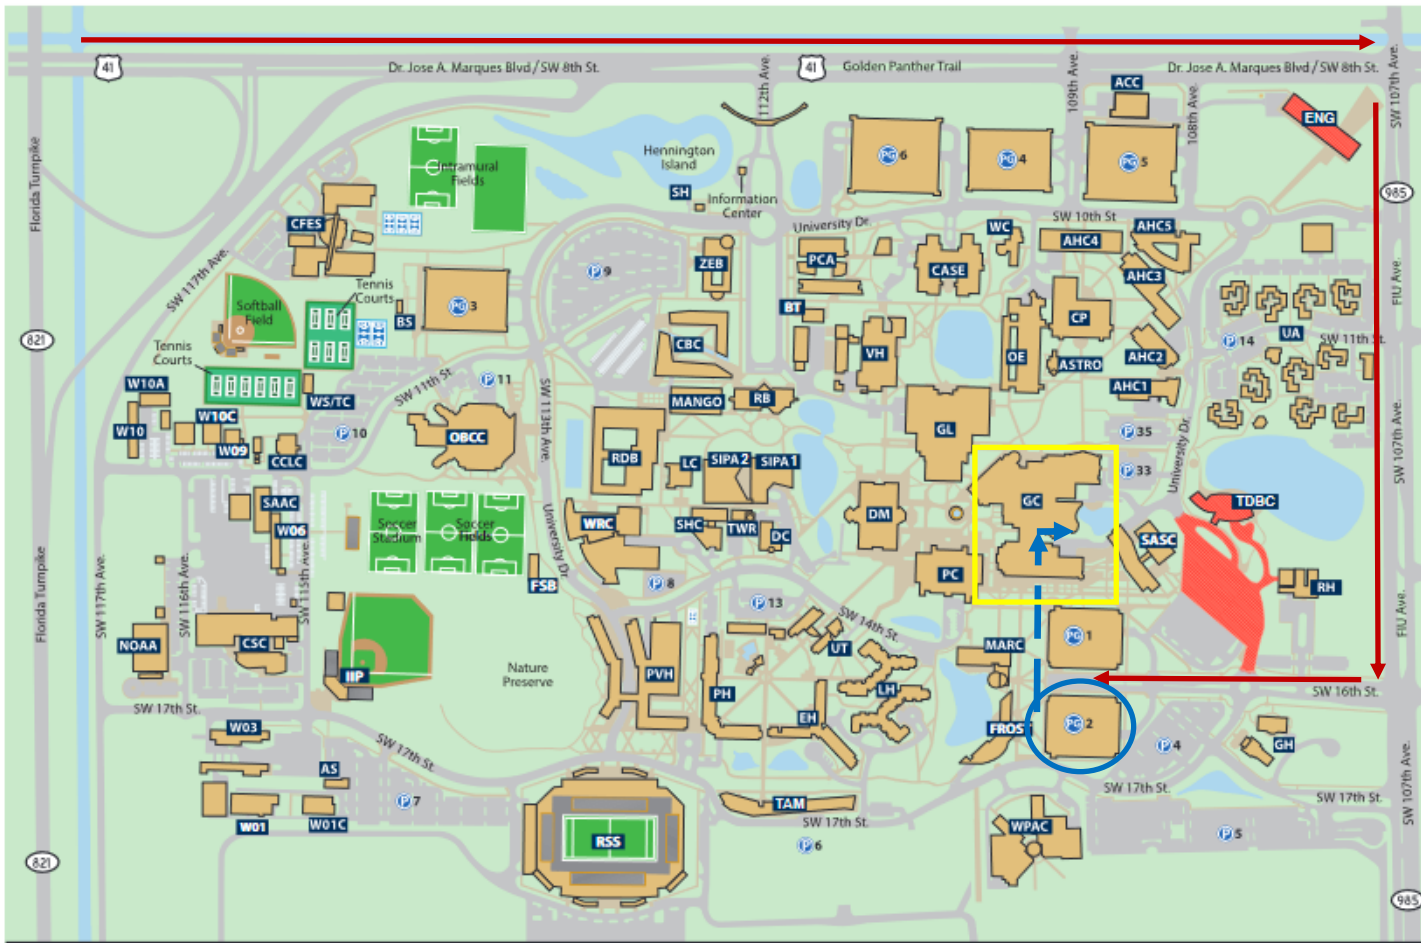 41
Dr. Jose A. Marques Blvd/SW 8th St.
112th Ave.
41
Golden Panther Trail
109th Ave.
Dr. Jose A. Marques Blvd/SW 8th St.
SW 107th Ave.
ACC
108th Ave.
ENG
Florida Turnpike
Intramural
Fields
Hennington
Island
SH
Information
Center
PG 6
PG 4
PG 5
985
CFES
University Dr.
WC
SW 10th St
AHC4
AHC5
SW 117th Ave.
P 9
ZEB
PCA
CASE
AHC3
FIU Ave.
Softball
Field
Tennis
Courts
BS
PG 3
BT
CP
UA
821
Tennis
Courts
CBC
VH
OE
ASTRO
AHC2
P 14
SW 11th St.
W10A
WS/TC
SW 11th St
P 11
SW 113th Ave.
MANGO
RB
AHC1
W10
W10C
W09
P 10
CCLC
OBCC
RDB
GL
P 35
University Dr.
SW 107th Ave.
LC
SIPA 2
SIPA 1
P 33
SAAC
W06
Soccer
Stadium
Soccer
Fields
WRC
SHC
TWR
DC
DM
GC
TDBC
SASC
University Dr.
Florida Turnpike
SW 117th Ave.
SW 116th Ave.
SW 115th Ave.
FSB
P 8
PC
RH
P 13
SW 14th St.
FIU Ave.
NOAA
CSC
IIP
Nature
Preserve
PVH
PH
UT
LH
EH
MARC
PG 1
SW 16th St.
SW 17th St.
W03
SW 17th St.
FROST
PG 2
P 4
GH
AS
P 7
W01
W01C
RSS
TAM
SW 17th St.
P 6
WPAC
SW 17th St.
SW 17th St.
P 5
SW 107th Ave.
821
985